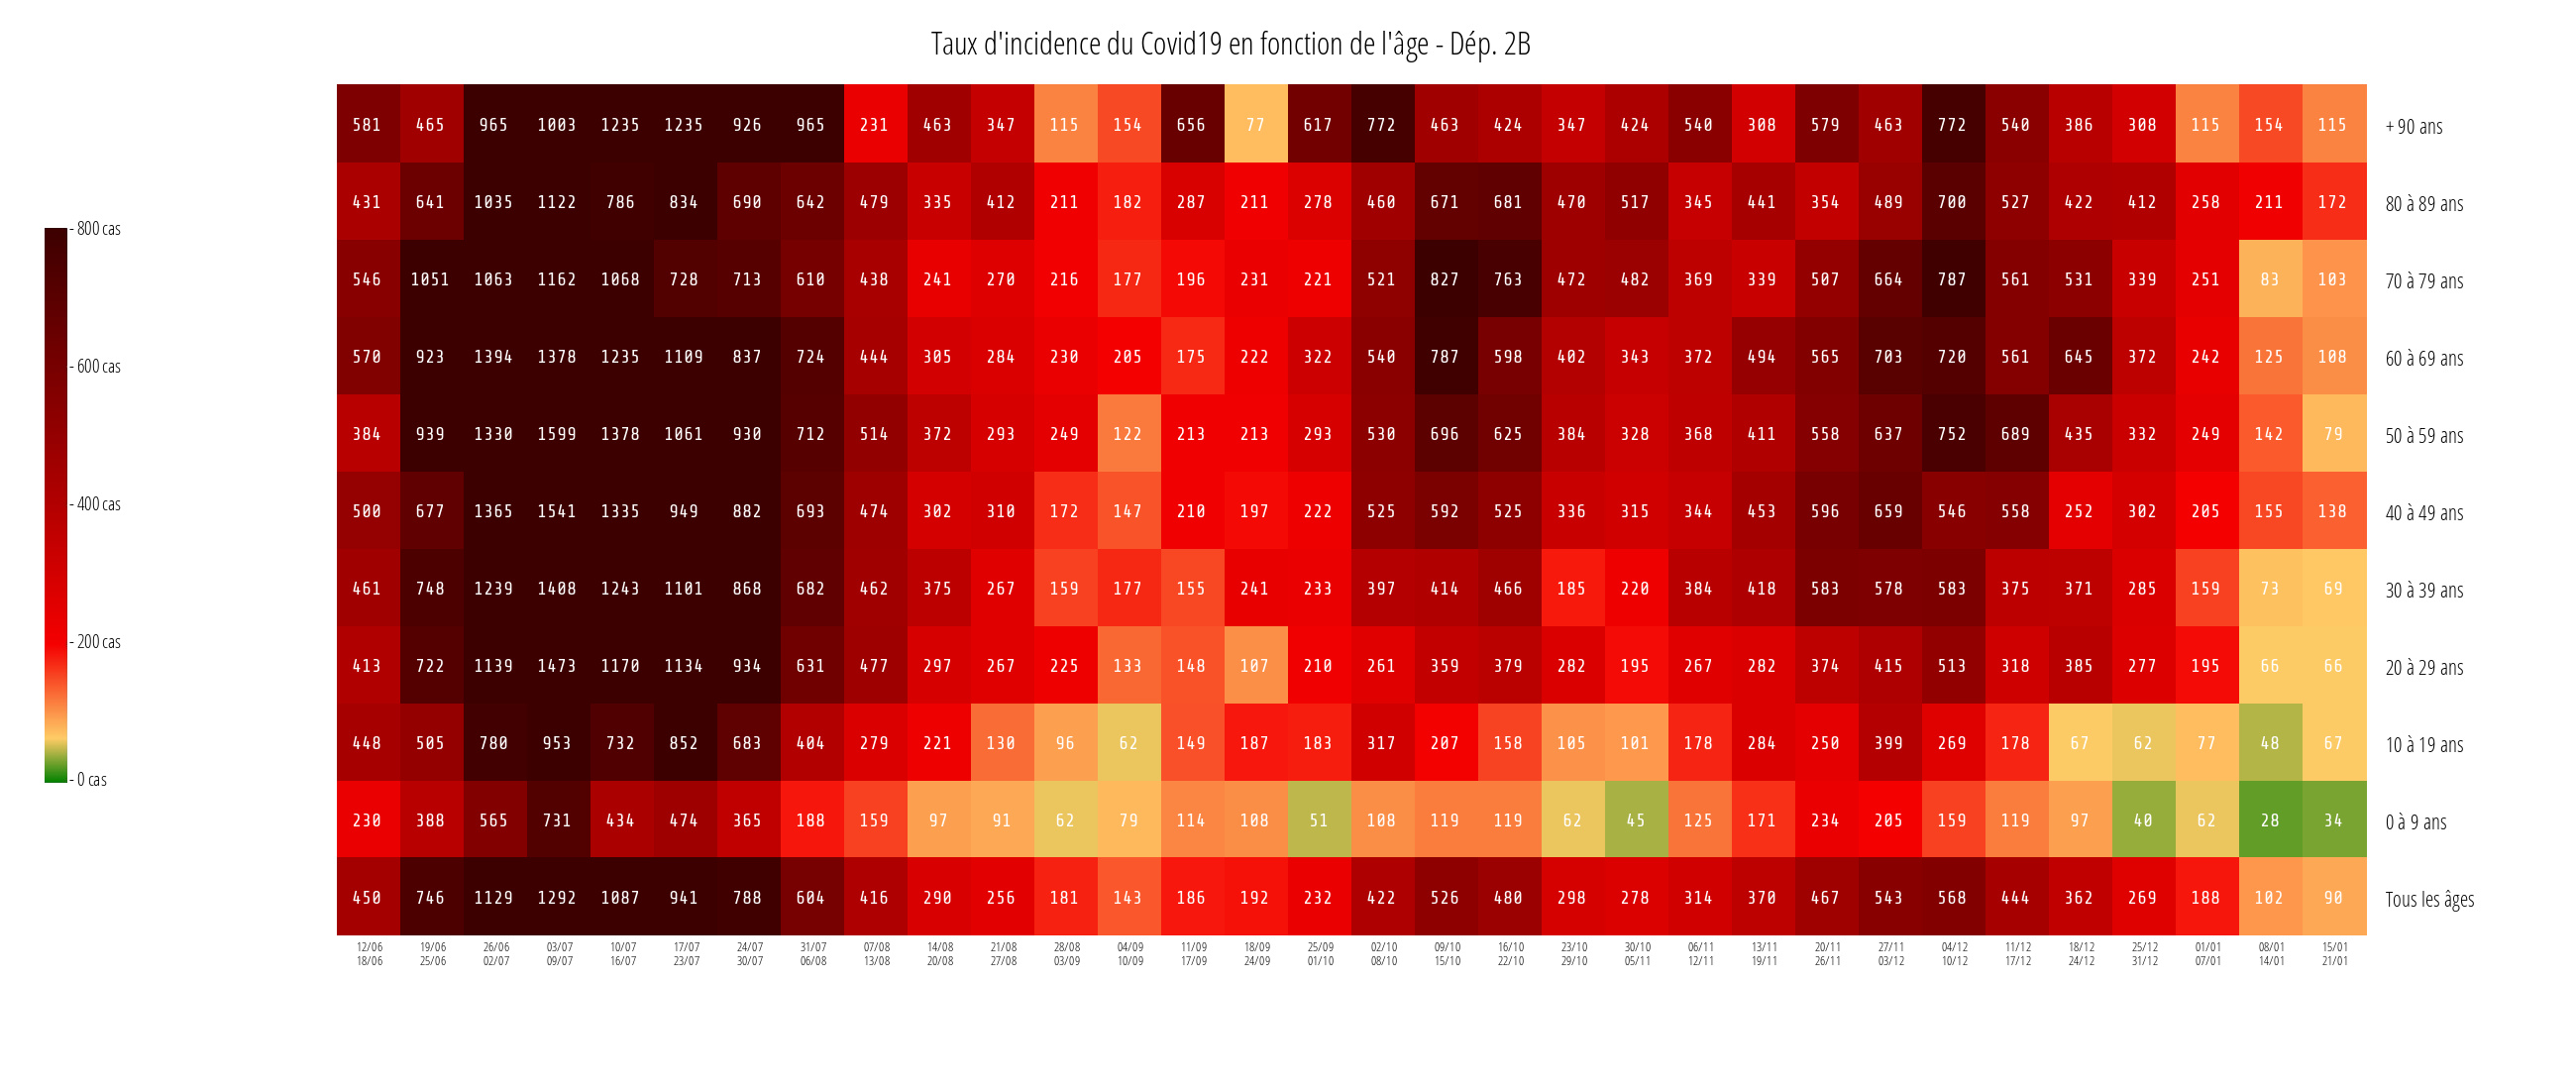 Taux d'incidence du Covid19 en fonction de l'âge - Dép. 2B
581 465 965 1003 1235 1235 926 965 231 463 347 115 154 656 77 617 772 463 424 347 424 540 308 579 463 772 540 386 308 115 154 115 + 90 ans
431 641 1035 1122 786 834 690 642 479 335 412 211 182 287 211 278 460 671 681 470 517 345 441 354 489 700 527 422 412 258 211 172 80 à 89 ans
546 1051 1063 1162 1068 728 713 610 438 241 270 216 177 196 231 221 521 827 763 472 482 369 339 507 664 787 561 531 339 251 83 103 70 à 79 ans
570 923 1394 1378 1235 1109 837 724 444 305 284 230 205 175 222 322 540 787 598 402 343 372 494 565 703 720 561 645 372 242 125 108 60 à 69 ans
384 939 1330 1599 1378 1061 930 712 514 372 293 249 122 213 213 293 530 696 625 384 328 368 411 558 637 752 689 435 332 249 142 79 50 à 59 ans
500 677 1365 1541 1335 949 882 693 474 302 310 172 147 210 197 222 525 592 525 336 315 344 453 596 659 546 558 252 302 205 155 138 40 à 49 ans
461 748 1239 1408 1243 1101 868 682 462 375 267 159 177 155 241 233 397 414 466 185 220 384 418 583 578 583 375 371 285 159 73 69 30 à 39 ans
413 722 1139 1473 1170 1134 934 631 477 297 267 225 133 148 107 210 261 359 379 282 195 267 282 374 415 513 318 385 277 195 66 66 20 à 29 ans
448 505 780 953 732 852 683 404 279 221 130 96 62 149 187 183 317 207 158 105 101 178 284 250 399 269 178 67 62 77 48 67 10 à 19 ans
230 388 565 731 434 474 365 188 159 97 91 62 79 114 108 51 108 119 119 62 45 125 171 234 205 159 119 97 40 62 28 34 0 à 9 ans
450 746 1129 1292 1087 941 788 604 416 290 256 181 143 186 192 232 422 526 480 298 278 314 370 467 543 568 444 362 269 188 102 90 Tous les âges
12/06 19/06 26/06 03/07 10/07 17/07 24/07 31/07 07/08 14/08 21/08 28/08 04/09 11/09 18/09 25/09 02/10 09/10 16/10 23/10 30/10 06/11 13/11 20/11 27/11 04/12 11/12 18/12 25/12 01/01 08/01 15/01
18/06 25/06 02/07 09/07 16/07 23/07 30/07 06/08 13/08 20/08 27/08 03/09 10/09 17/09 24/09 01/10 08/10 15/10 22/10 29/10 05/11 12/11 19/11 26/11 03/12 10/12 17/12 24/12 31/12 07/01 14/01 21/01
- 800 cas
- 600 cas
- 400 cas
- 200 cas
- 0 cas